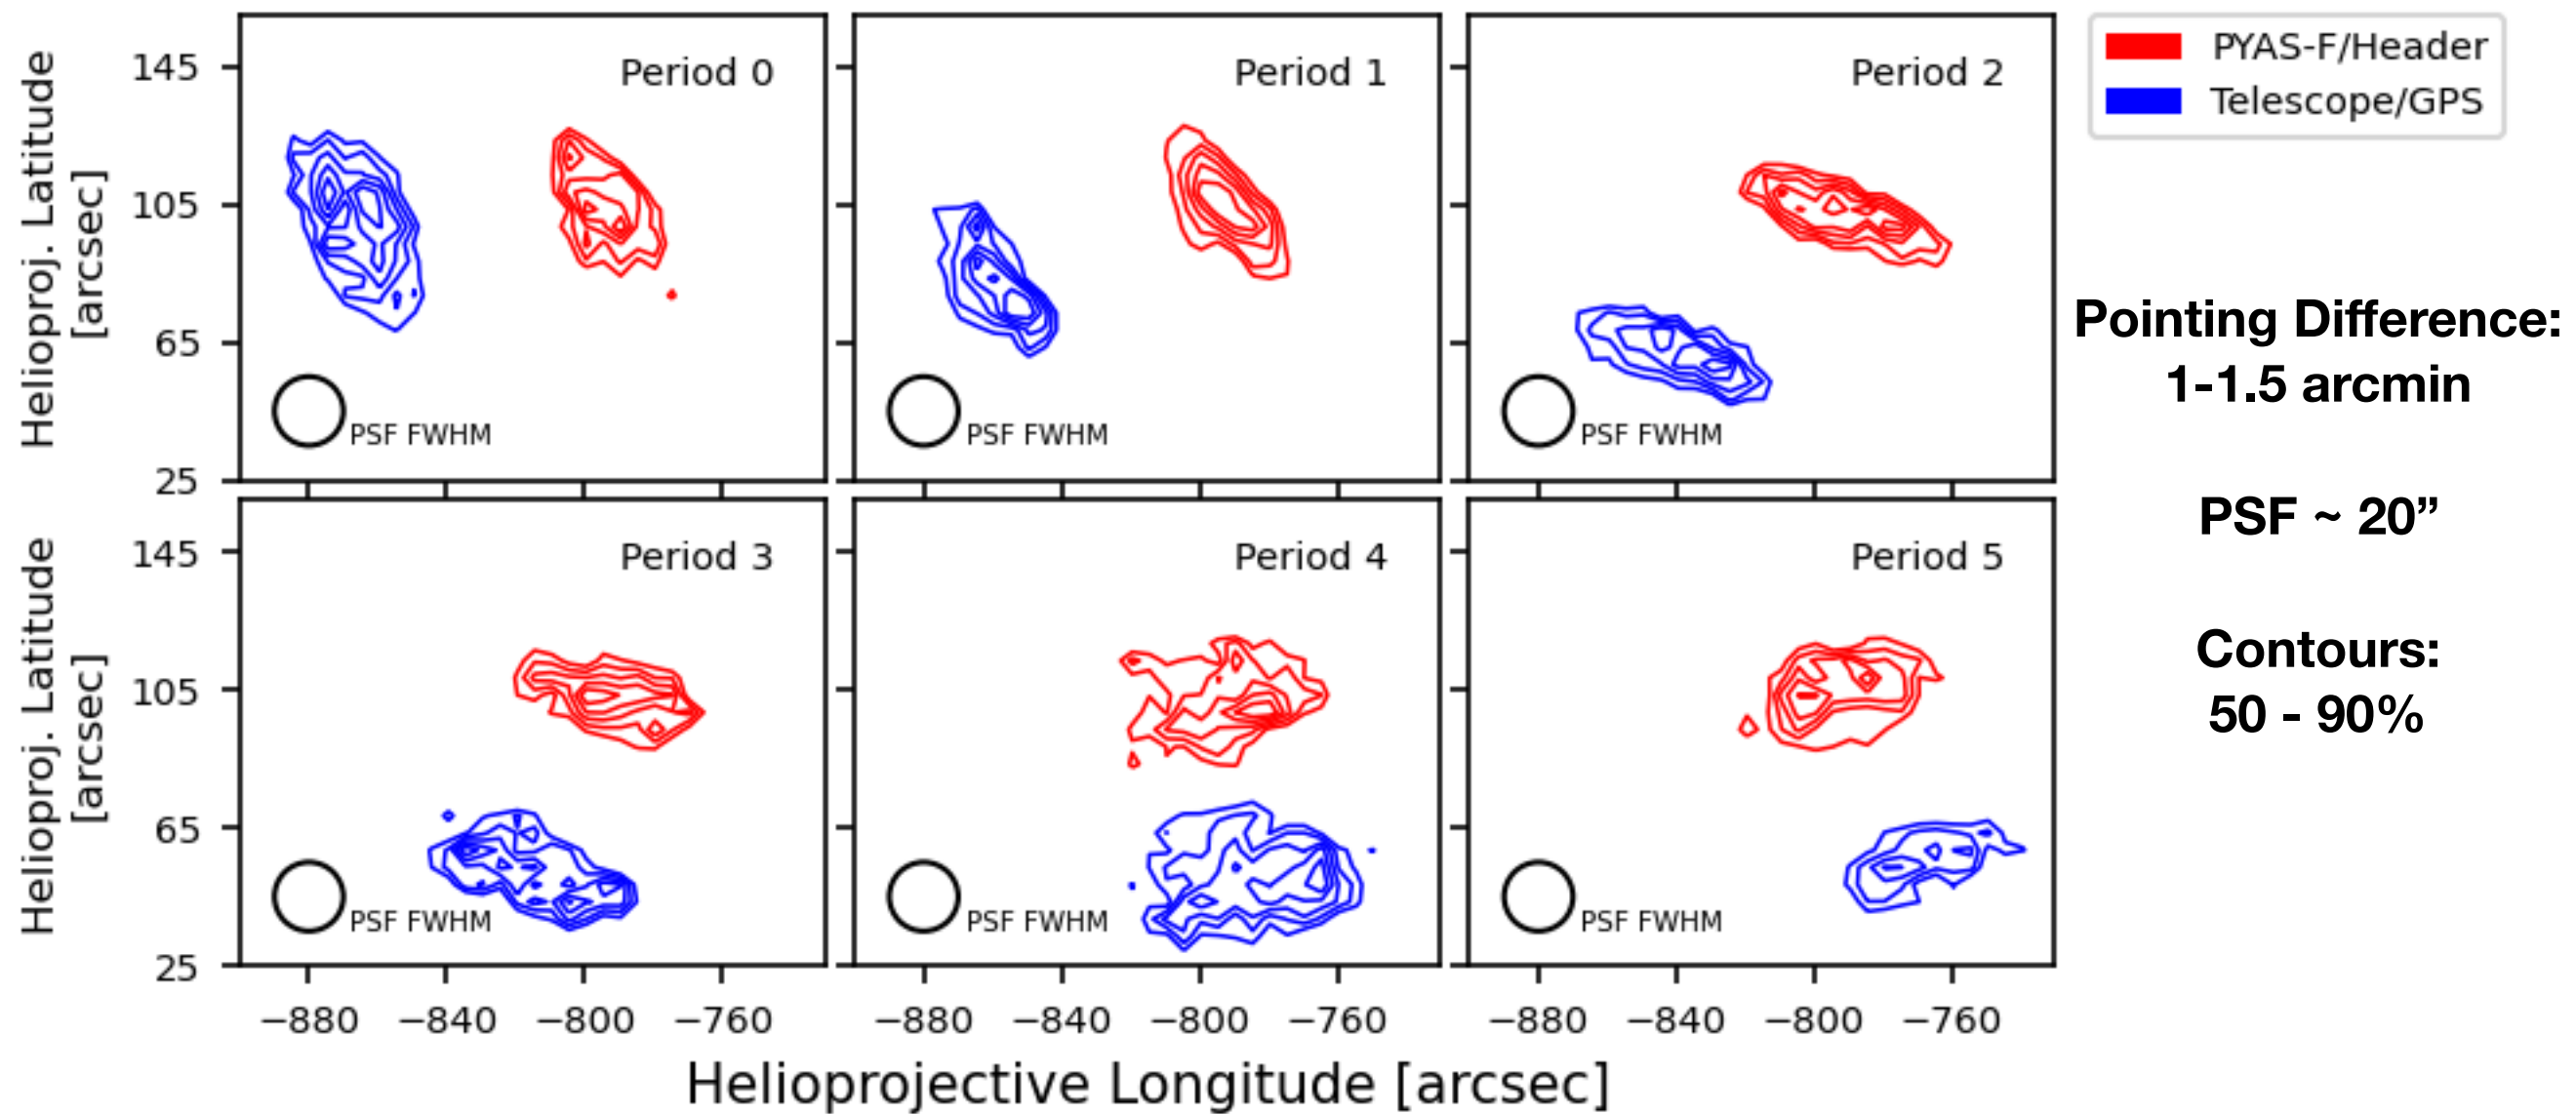 Helioproj. Latitude
[arcsec]
145
105
65
25
Period 0
PSF FWHM
Period 1
PSF FWHM
Period 2
PSF FWHM
PYAS-F/Header
Telescope/GPS
Pointing Difference:
1-1.5 arcmin
PSF ~ 20”
Contours:
50 - 90%
Helioproj. Latitude
[arcsec]
145
105
65
25
Period 3
PSF FWHM
Period 4
PSF FWHM
Period 5
PSF FWHM
−880 −840 −800 −760
−880 −840 −800 −760
−880 −840 −800 −760
Helioprojective Longitude [arcsec]